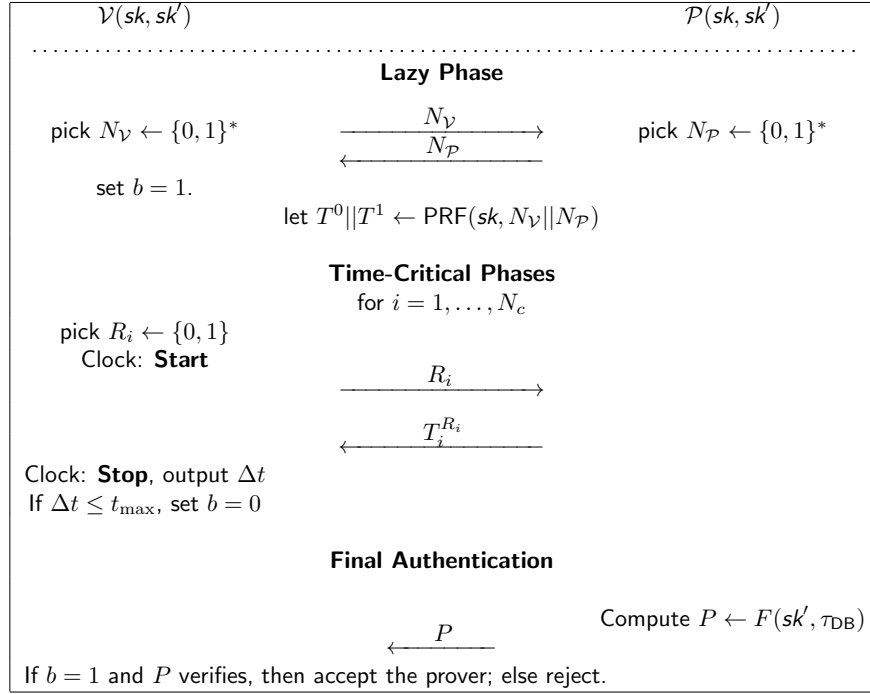 𝒱(sk, sk′) 𝒫(sk, sk′)
Lazy Phase
pick N_𝒱 ← {0, 1}* N_𝒱 pick N_𝒫 ← {0, 1}*
N_𝒫
set b = 1.
let T⁰||T¹ ← PRF(sk, N_𝒱||N_𝒫)
Time-Critical Phases
for i = 1, . . . , N_c
pick R_i ← {0, 1}
Clock: Start
R_i
T_i^{R_i}
Clock: Stop, output Δt
If Δt ≤ t_max, set b = 0
Final Authentication
Compute P ← F(sk′, τ_DB)
P
If b = 1 and P verifies, then accept the prover; else reject.